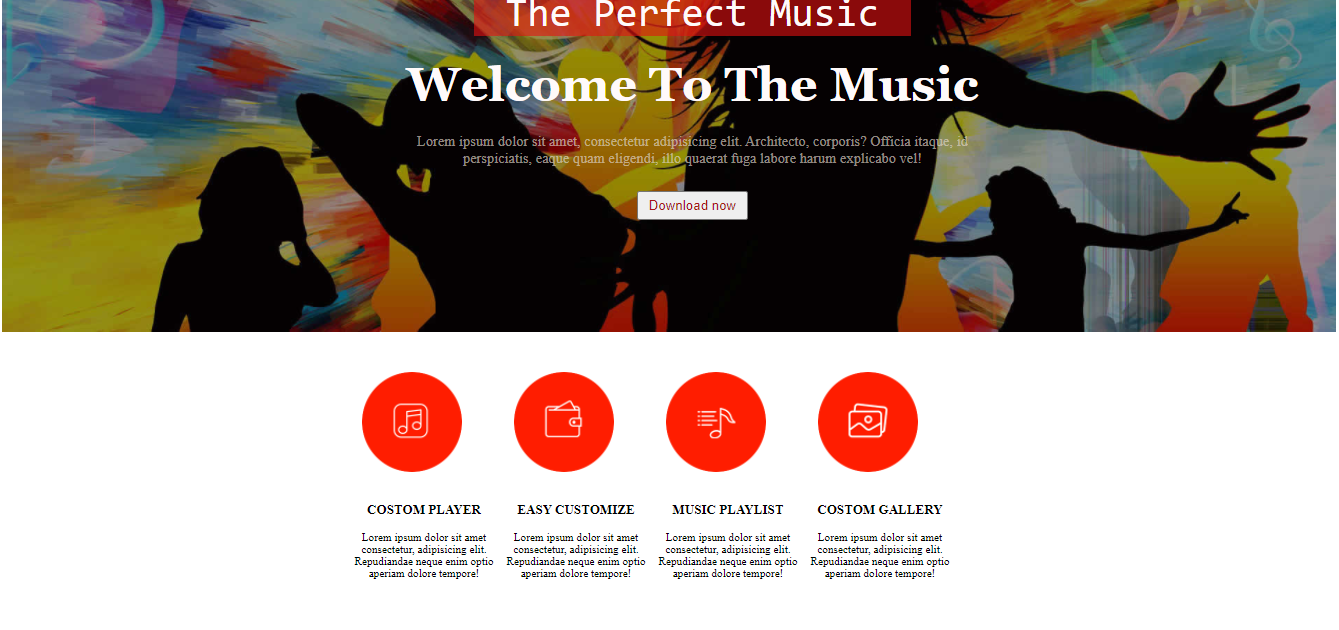 The Perfect Music
Welcome To The Music
Lorem ipsum dolor sit amet, consectetur adipisicing elit. Architecto, corporis? Officia itaque, id
perspiciatis, eaque quam eligendi, illo quaerat fuga labore harum explicabo vel!
Download now
COSTOM PLAYER
Lorem ipsum dolor sit amet
consectetur, adipisicing elit.
Repudiandae neque enim optio
aperiam dolore tempore!
EASY CUSTOMIZE
Lorem ipsum dolor sit amet
consectetur, adipisicing elit.
Repudiandae neque enim optio
aperiam dolore tempore!
MUSIC PLAYLIST
Lorem ipsum dolor sit amet
consectetur, adipisicing elit.
Repudiandae neque enim optio
aperiam dolore tempore!
COSTOM GALLERY
Lorem ipsum dolor sit amet
consectetur, adipisicing elit.
Repudiandae neque enim optio
aperiam dolore tempore!